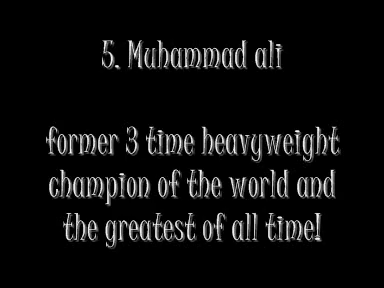 5. Muhammad ali
former 3 time heavyweight
champion of the world and
the greatest of all time!